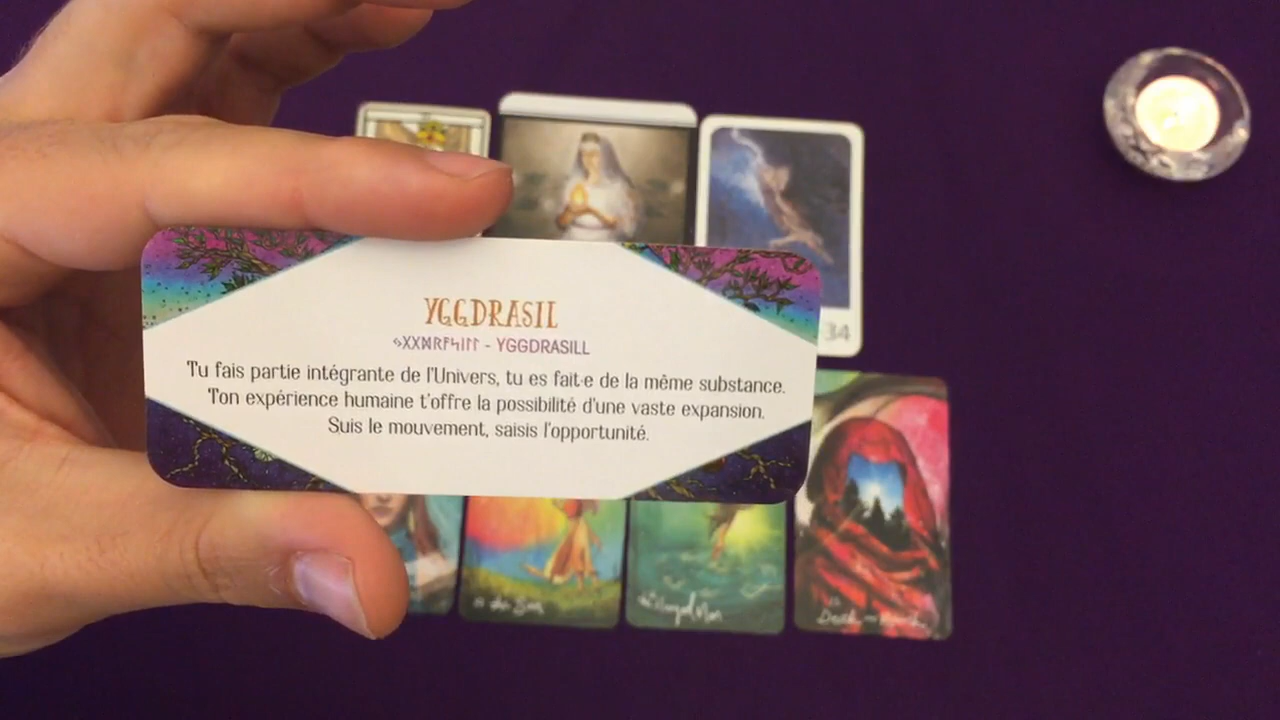 YGGDRASIL
ᛃXXᛞRᚨᛋIᛚᛚ - YGGDRASILL
Tu fais partie intégrante de l'Univers, tu es fait·e de la même substance.
Ton expérience humaine t'offre la possibilité d'une vaste expansion.
Suis le mouvement, saisis l'opportunité.
34